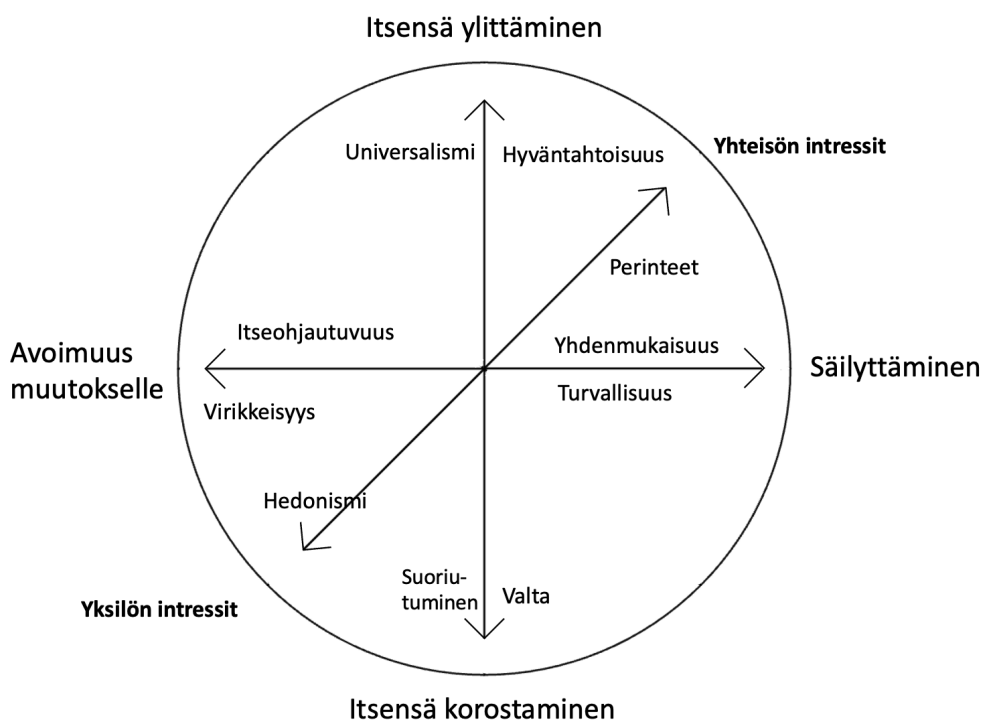 Itsensä ylittäminen
Yhteisön intressit
Universalismi
Hyväntahtoisuus
Perinteet
Itseohjautuvuus
Yhdenmukaisuus
Avoimuus
muutokselle
Säilyttäminen
Virikkeisyys
Turvallisuus
Hedonismi
Suoriu-
tuminen
Valta
Yksilön intressit
Itsensä korostaminen